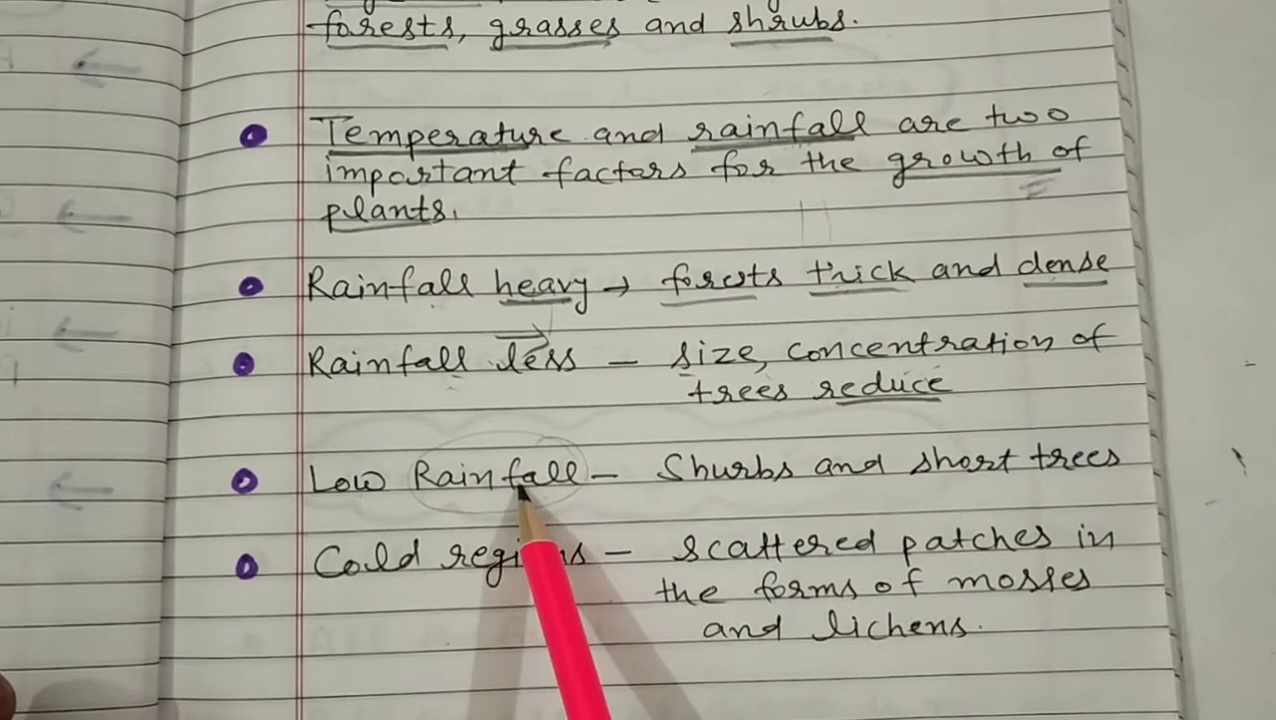 forests, grasses and shrubs.
Temperature and rainfall are two
important factors for the growth of
plants.
Rainfall heavy → forsts thick and dense
Rainfall less - size, concentration of
trees reduce
Low Rainfall - Shurbs and short trees
Cold regions - scattered patches in
the forms of mosses
and lichens.